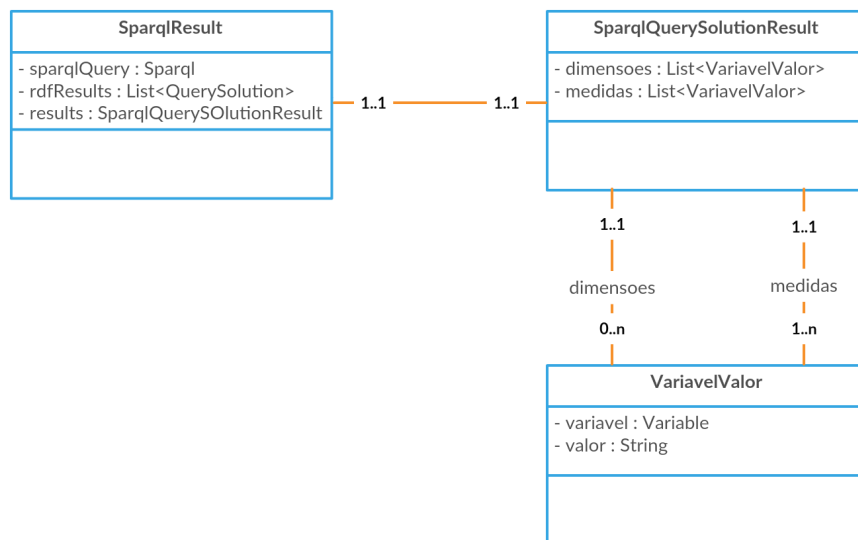 SparqlResult
- sparqlQuery : Sparql
- rdfResults : List<QuerySolution>
- results : SparqlQuerySOlutionResult
1..1
1..1
SparqlQuerySolutionResult
- dimensoes : List<VariavelValor>
- medidas : List<VariavelValor>
1..1
1..1
dimensoes
medidas
0..n
1..n
VariavelValor
- variavel : Variable
- valor : String